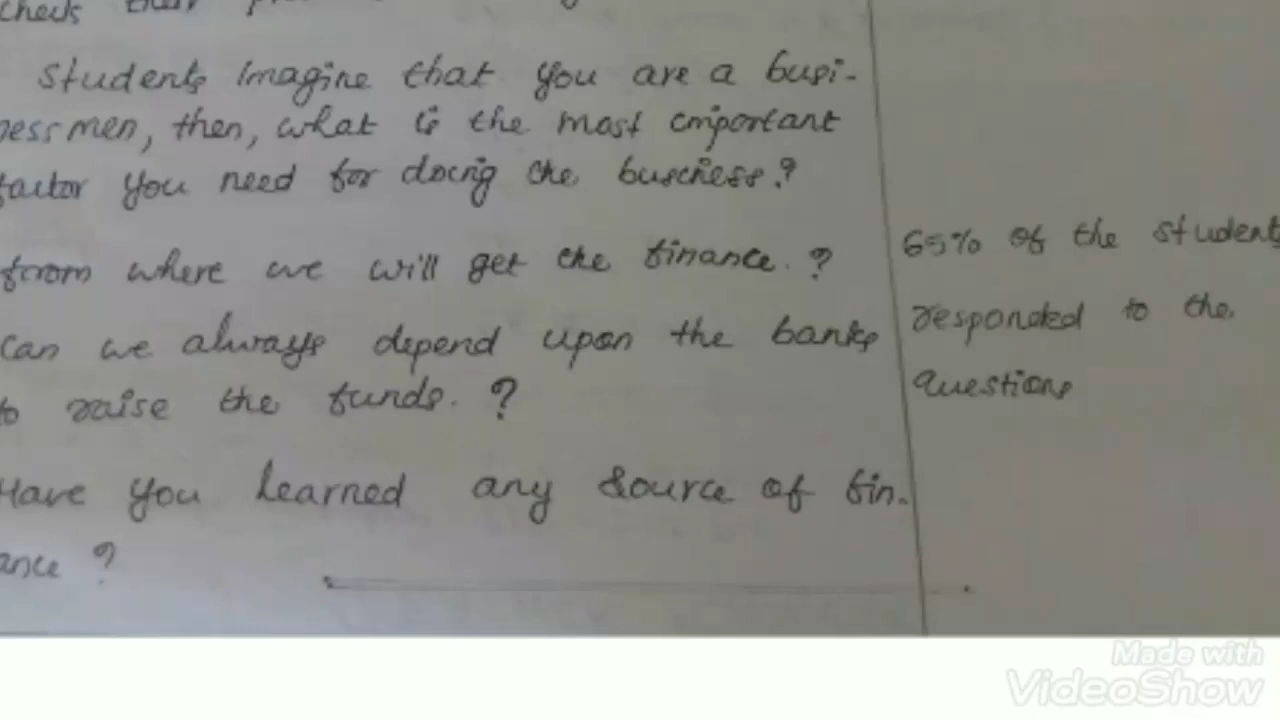 check their
Students Imagine that you are a busi-
nessmen, then, what is the most important
factor you need for doing the business?
from where we will get the finance. ?
Can we always depend upon the banks
to raise the funds. ?
Have you learned any source of fin-
ance ?
65% of the students
responded to the
questions
Made with
VideoShow